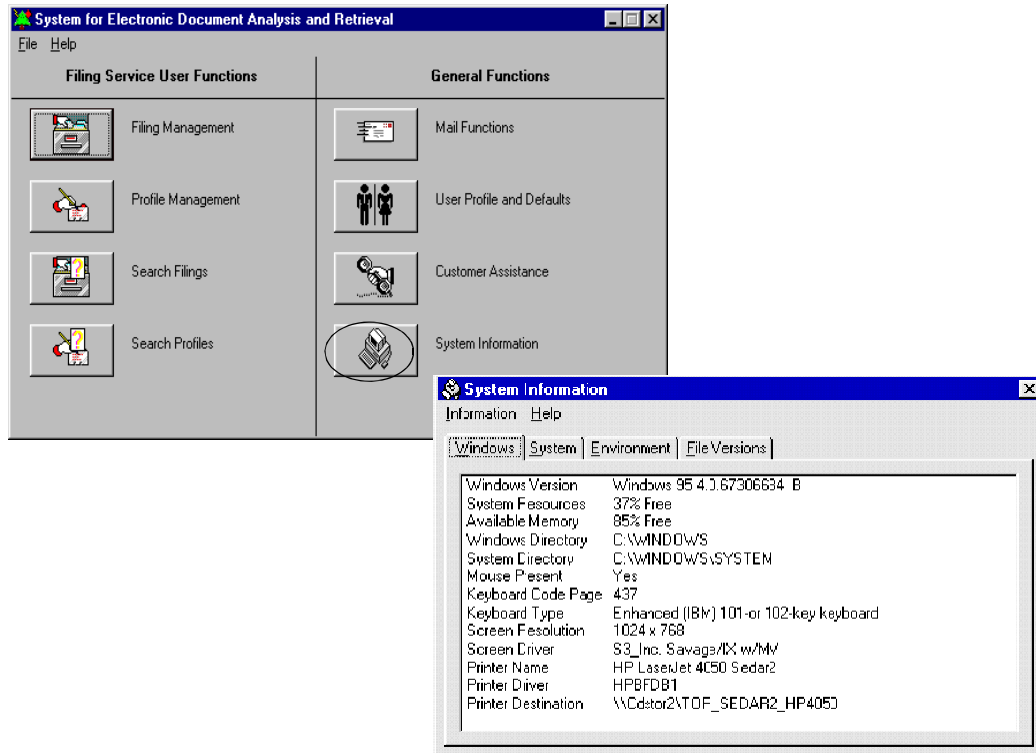 System for Electronic Document Analysis and Retrieval
File Help
Filing Service User Functions
General Functions
Filing Management
Mail Functions
Profile Management
User Profile and Defaults
Search Filings
Customer Assistance
Search Profiles
System Information
System Information
Information Help
Windows System Environment File Versions
Windows Version Windows 95 4.0.67306684 B
System Resources 37% Free
Available Memory 85% Free
Windows Directory C:\WINDOWS
System Directory C:\WINDOWS\SYSTEM
Mouse Present Yes
Keyboard Code Page 437
Keyboard Type Enhanced (IBM) 101-or 102-key keyboard
Screen Resolution 1024 x 768
Screen Driver S3_Inc. Savage/IX w/MV
Printer Name HP LaserJet 4050 Sedar2
Printer Driver HPBFDB1
Printer Destination \\Cdstor2\TOR_SEDAR2_HP4050